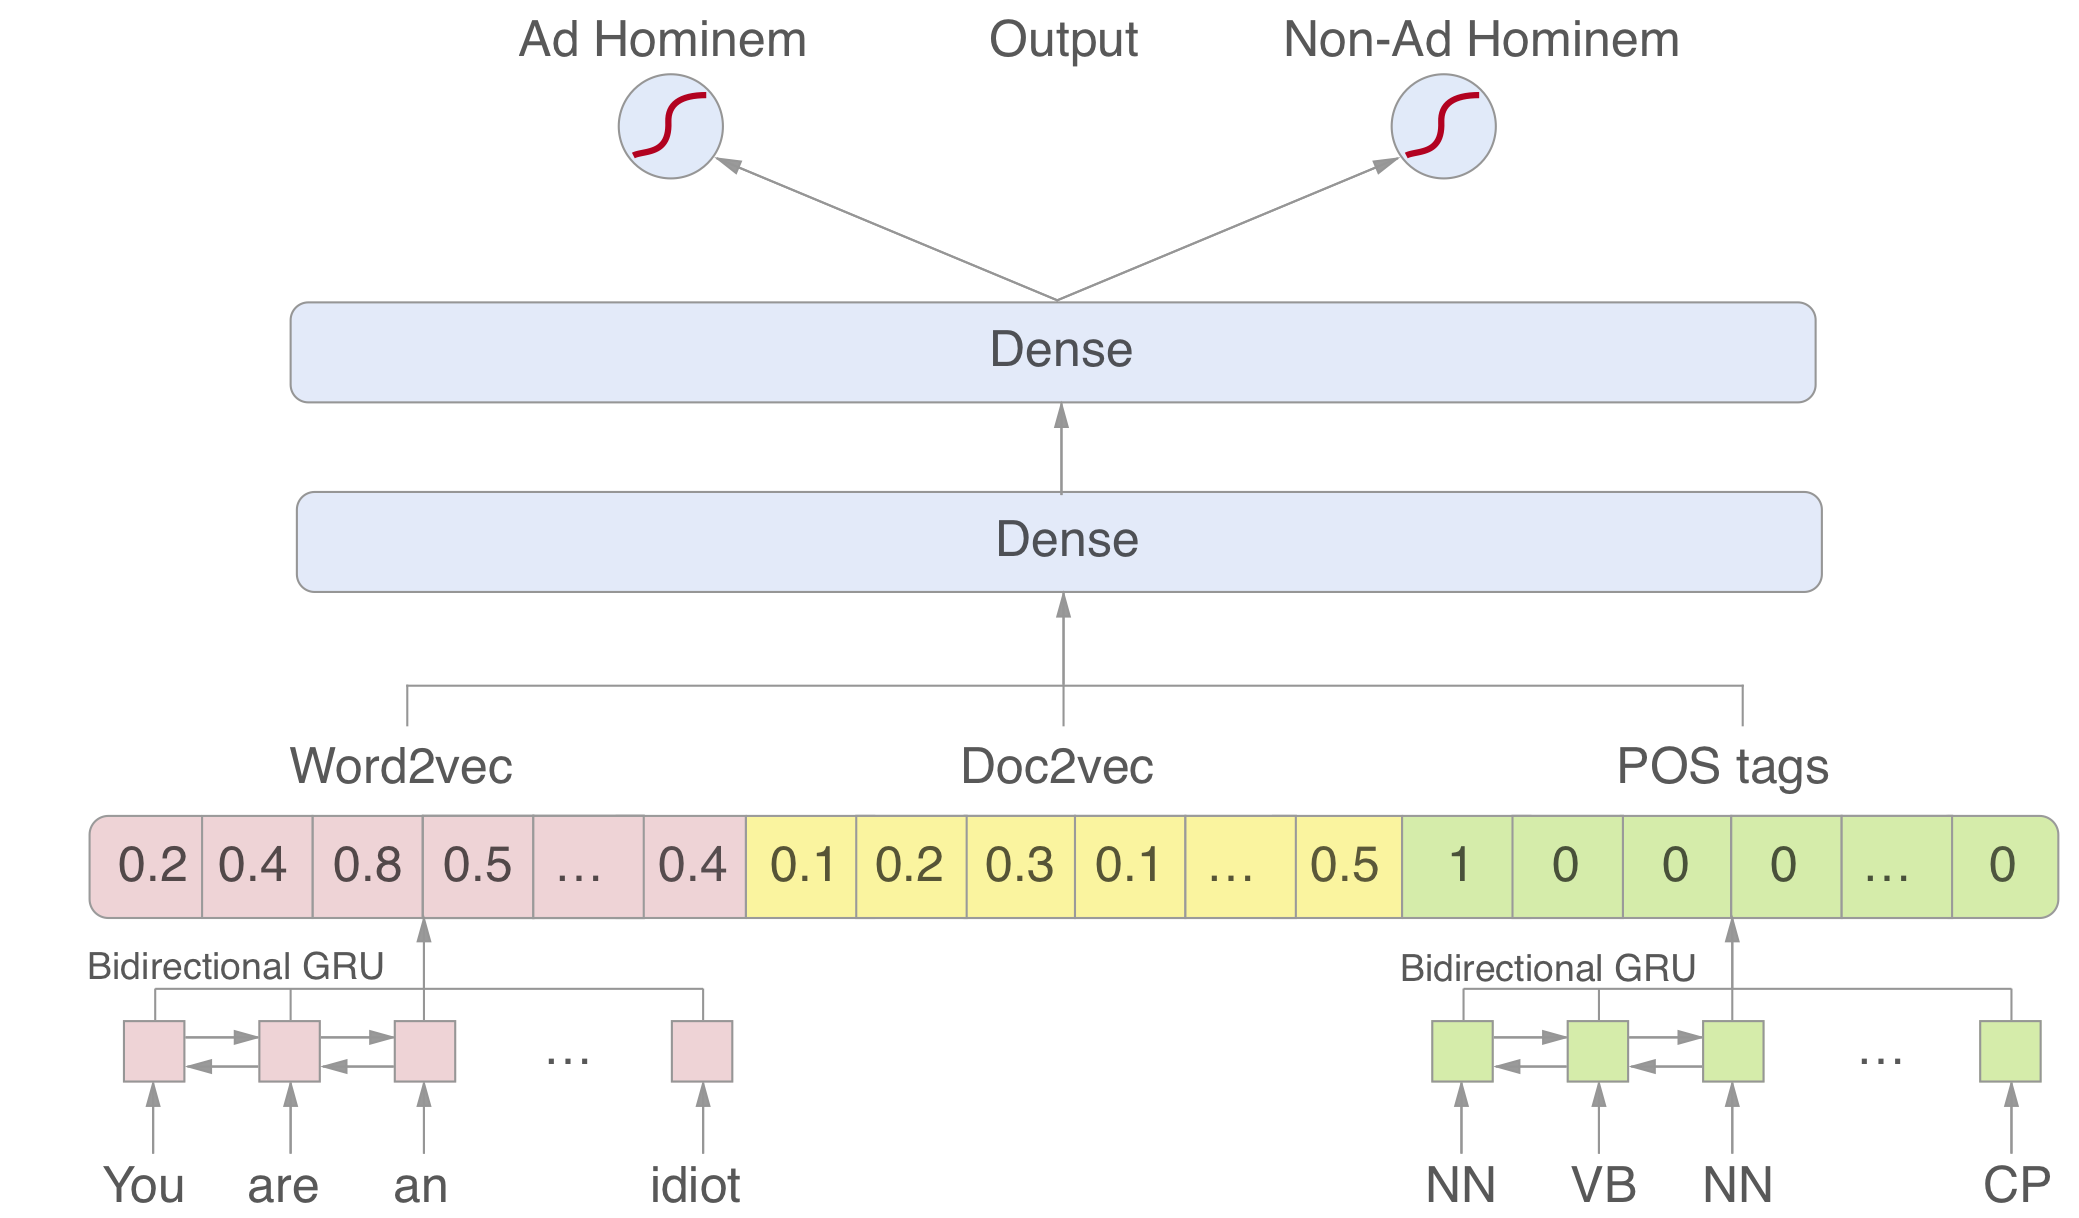 Ad Hominem Output Non-Ad Hominem
Dense
Dense
Word2vec Doc2vec POS tags
0.2 0.4 0.8 0.5 ... 0.4 0.1 0.2 0.3 0.1 ... 0.5 1 0 0 0 ... 0
Bidirectional GRU Bidirectional GRU
... ...
You are an idiot NN VB NN CP